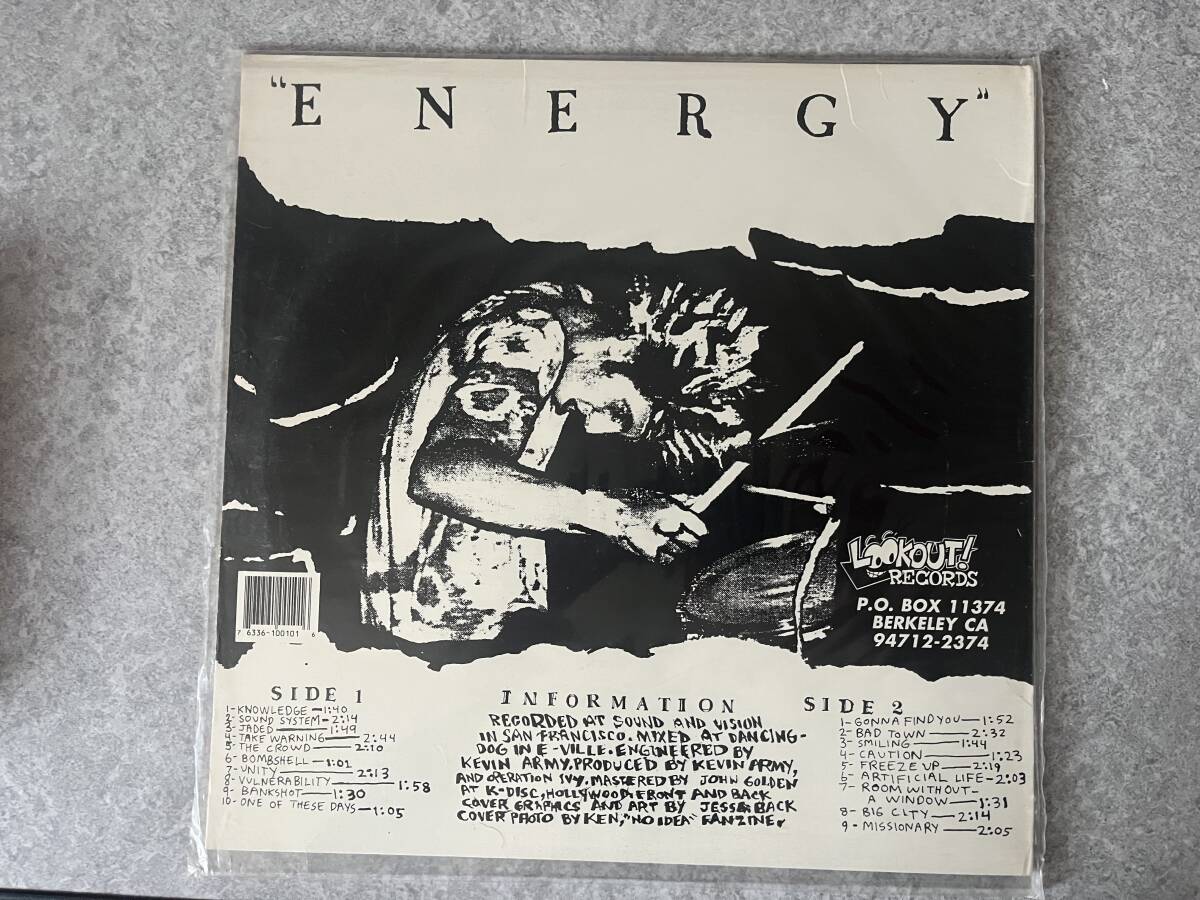 "ENERGY"
LOOKOUT!
RECORDS
P.O. BOX 11374
BERKELEY CA
94712-2374
7 6336-100101 6
SIDE 1
1- KNOWLEDGE - 1:40
2- SOUND SYSTEM - 2:14
3- JADED - 1:49
4- TAKE WARNING - 2:44
5- THE CROWD - 2:10
6- BOMBSHELL - 1:01
7- UNITY - 2:13
8- VULNERABILITY - 1:58
9- BANKSHOT - 1:30
10- ONE OF THESE DAYS - 1:05
INFORMATION
RECORDED AT SOUND AND VISION
IN SAN FRANCISCO. MIXED AT DANCING-
DOG IN E-VILLE. ENGINEERED BY
KEVIN ARMY. PRODUCED BY KEVIN ARMY,
AND OPERATION IVY. MASTERED BY JOHN GOLDEN
AT K-DISC, HOLLYWOOD. FRONT AND BACK
COVER GRAPHICS AND ART BY JESSE. BACK
COVER PHOTO BY KEN, "NO IDEA" FANZINE.
SIDE 2
1- GONNA FIND YOU - 1:52
2- BAD TOWN - 2:32
3- SMILING - 1:44
4- CAUTION - 1:23
5- FREEZE UP - 2:19
6- ARTIFICIAL LIFE - 2:03
7- ROOM WITHOUT-
A WINDOW - 1:31
8- BIG CITY - 2:14
9- MISSIONARY - 2:05